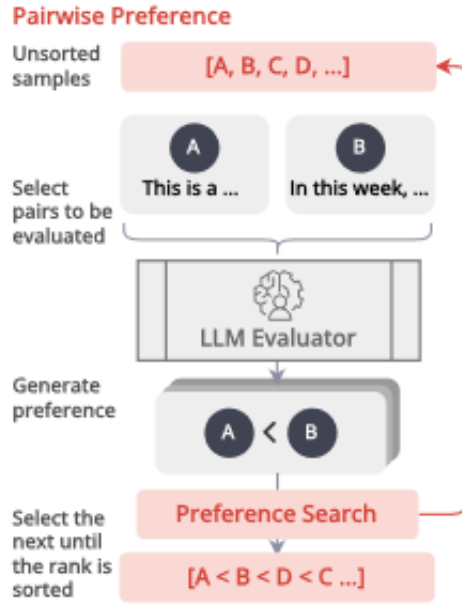 Pairwise Preference
Unsorted
samples
[A, B, C, D, ...]
A
This is a ...
B
In this week, ...
Select
pairs to be
evaluated
LLM Evaluator
Generate
preference
A < B
Preference Search
Select the
next until
the rank is
sorted
[A < B < D < C ...]